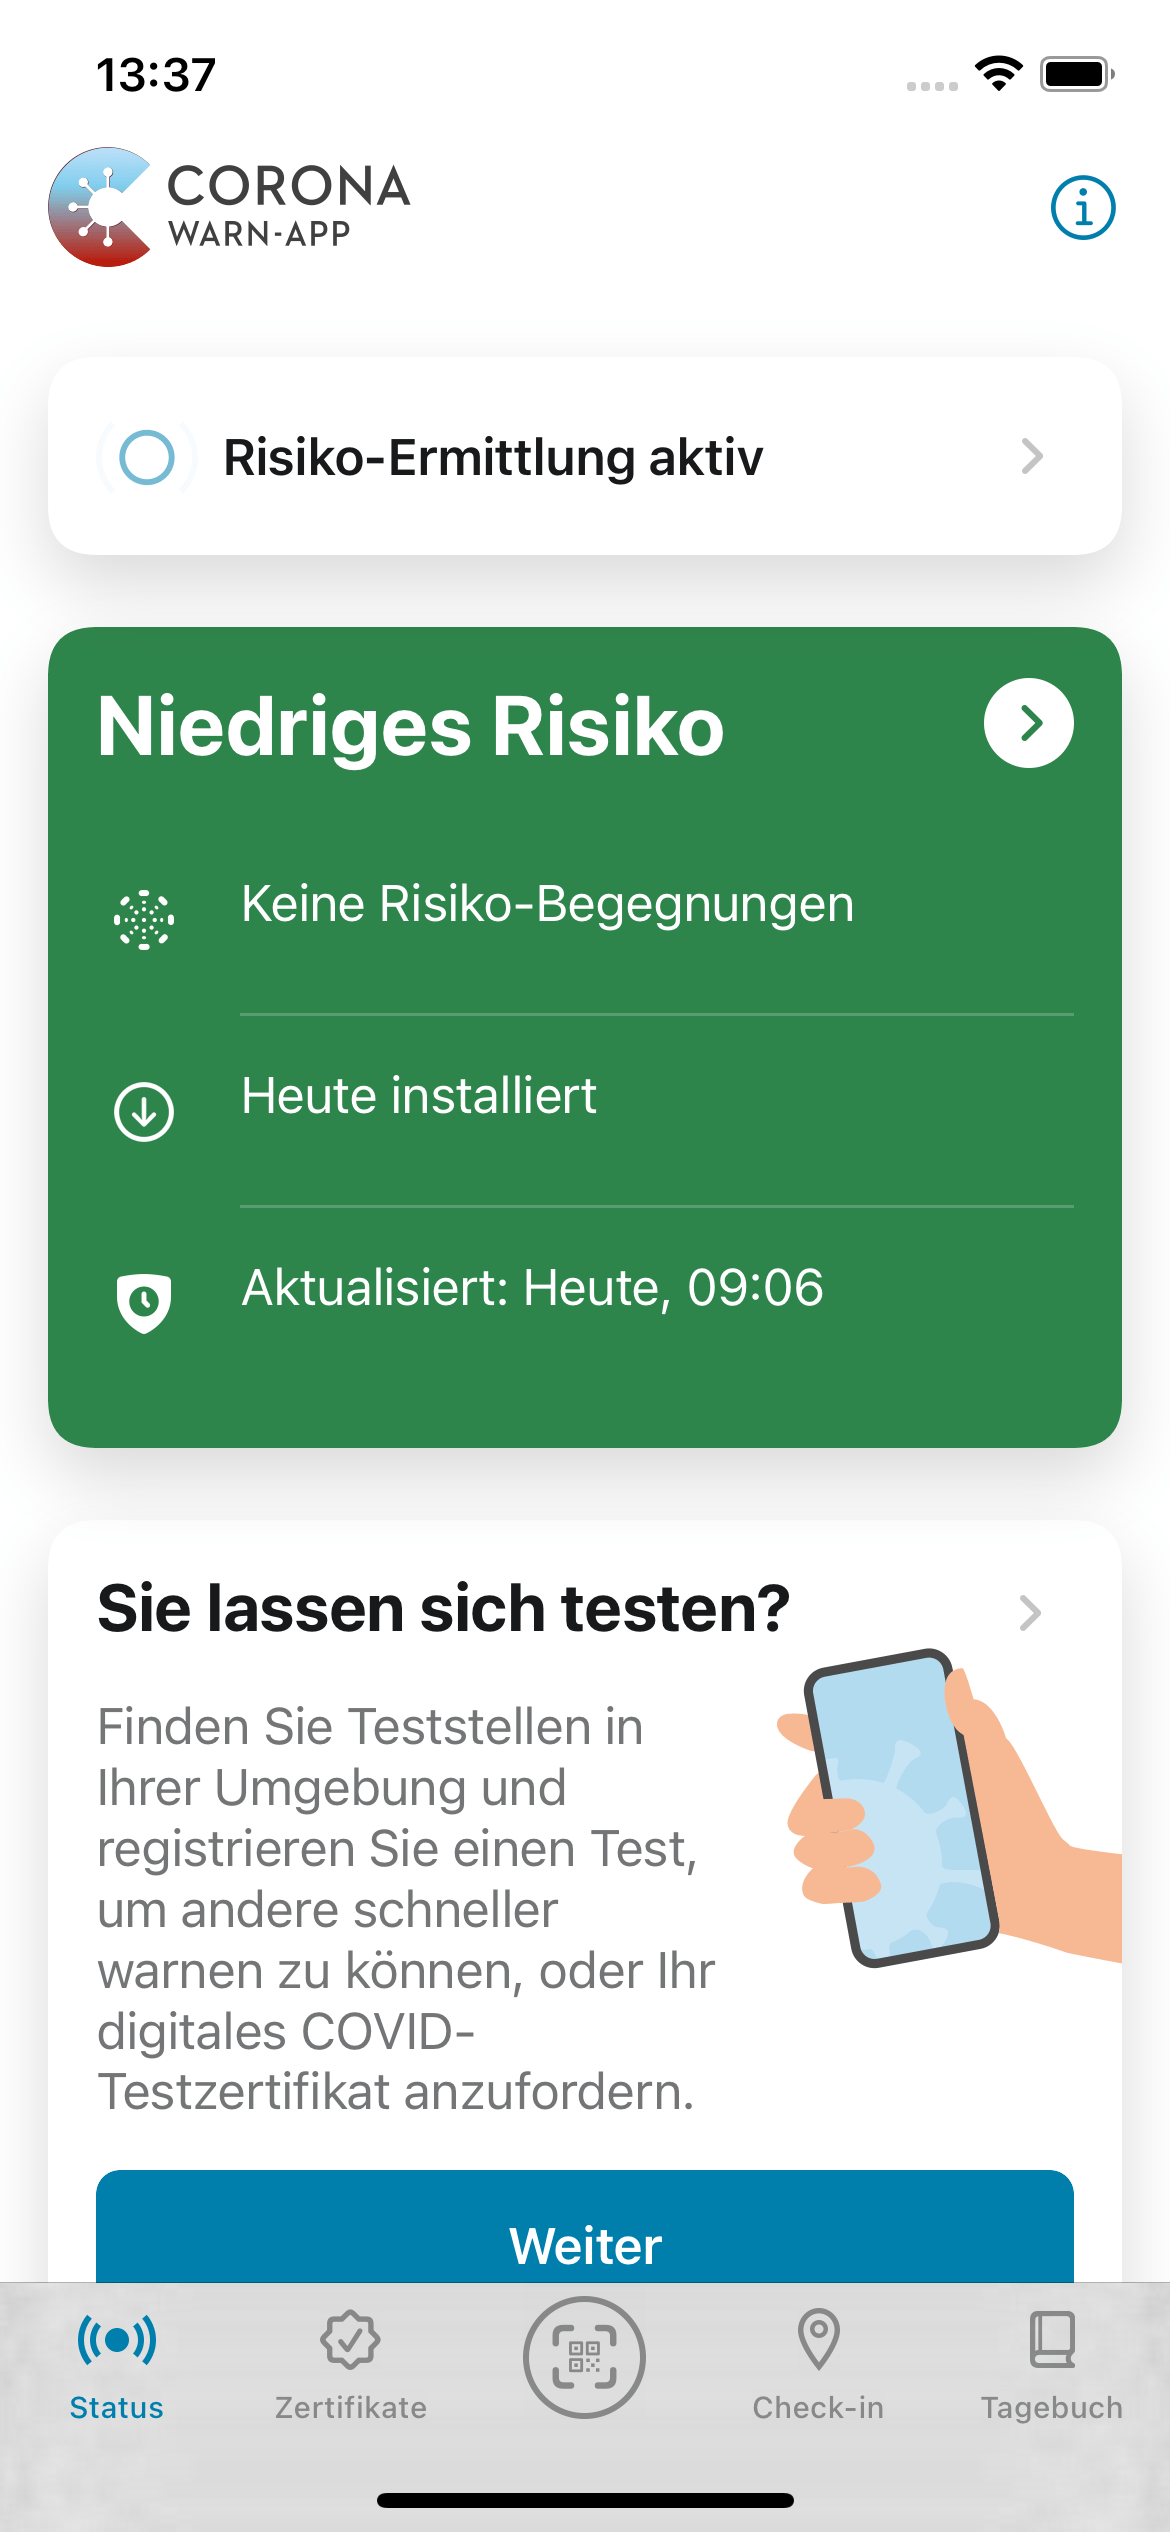 13:37
CORONA
WARN-APP
Risiko-Ermittlung aktiv
Niedriges Risiko
Keine Risiko-Begegnungen
Heute installiert
Aktualisiert: Heute, 09:06
Sie lassen sich testen?
Finden Sie Teststellen in
Ihrer Umgebung und
registrieren Sie einen Test,
um andere schneller
warnen zu können, oder Ihr
digitales COVID-
Testzertifikat anzufordern.
Weiter
Status
Zertifikate
Check-in
Tagebuch